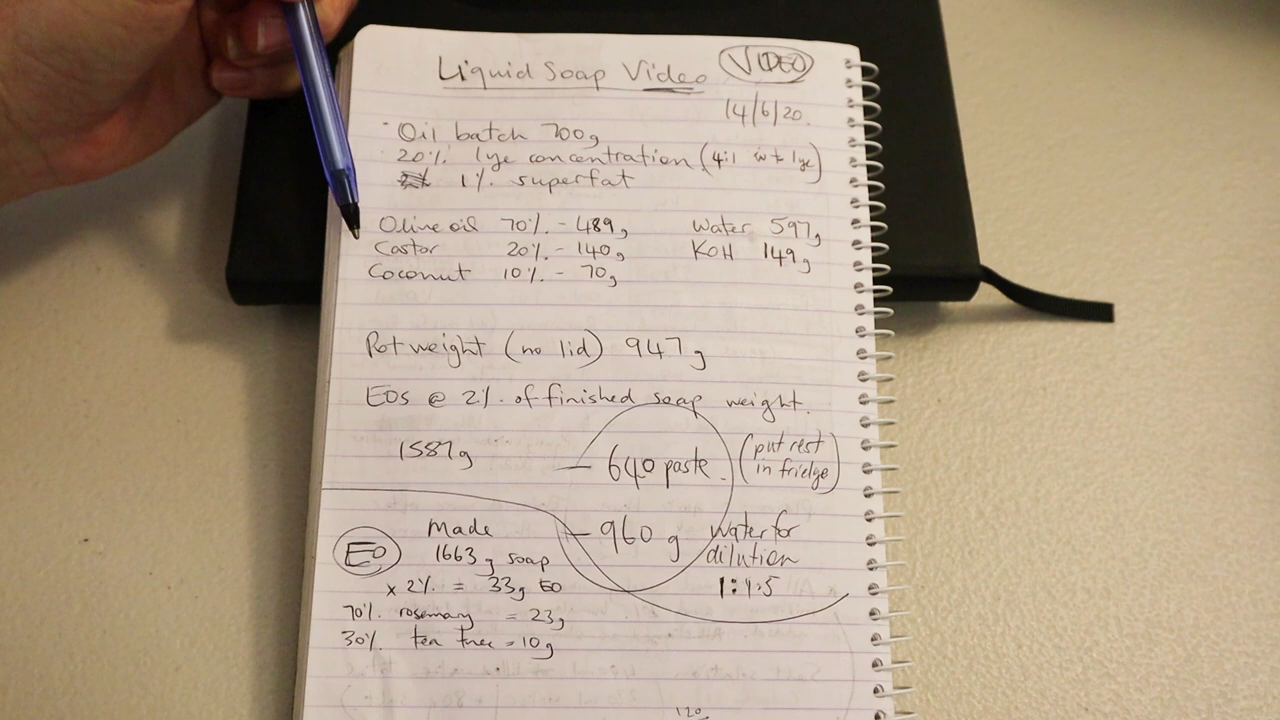 Liquid Soap Video
VIDEO
14/6/20.
Oil batch 700g
20% lye concentration (4:1 w to lye)
1% superfat
Olive oil 70% - 489g Water 597g
Castor 20% - 140g KOH 149g
Coconut 10% - 70g
Pot weight (no lid) 947g
EOs @ 2% of finished soap weight.
1587g — 640 paste. (put rest in fridge)
— 960g water for dilution
1:1.5
EO
Made
1663g soap
x 2% = 33g EO
70% rosemary = 23g
30% tea tree = 10g
120